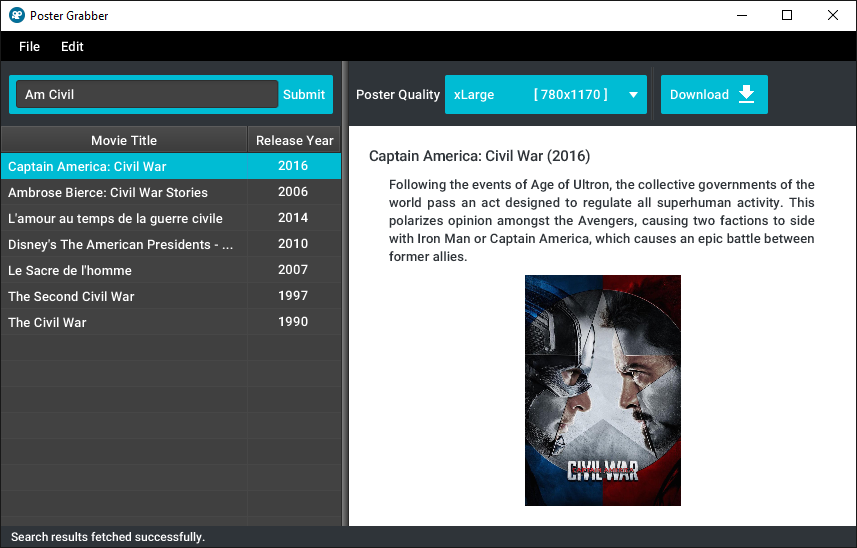 Poster Grabber
File Edit
Am Civil Submit
Poster Quality xLarge [ 780x1170 ] Download
Movie Title Release Year
Captain America: Civil War 2016
Ambrose Bierce: Civil War Stories 2006
L'amour au temps de la guerre civile 2014
Disney's The American Presidents - ... 2010
Le Sacre de l'homme 2007
The Second Civil War 1997
The Civil War 1990
Captain America: Civil War (2016)
Following the events of Age of Ultron, the collective governments of the
world pass an act designed to regulate all superhuman activity. This
polarizes opinion amongst the Avengers, causing two factions to side
with Iron Man or Captain America, which causes an epic battle between
former allies.
CIVIL WAR
Search results fetched successfully.